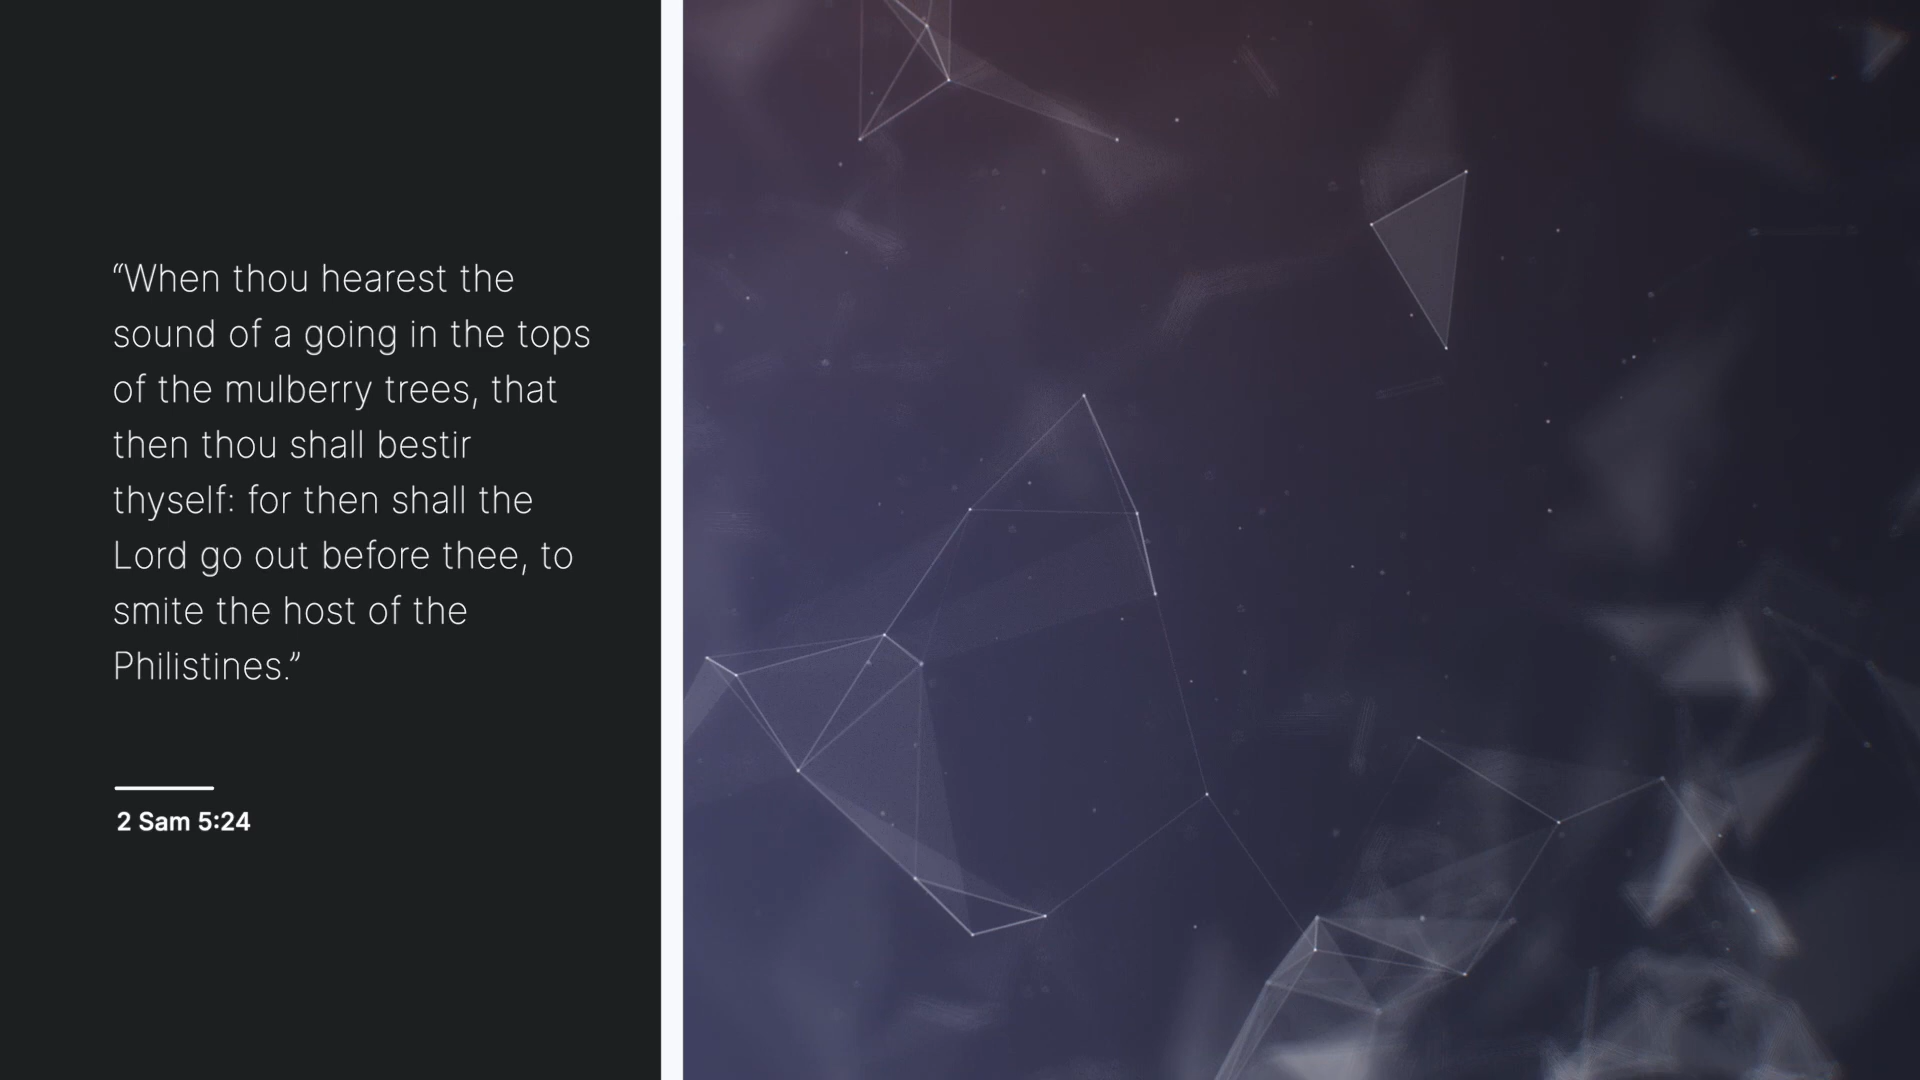 “When thou hearest the
sound of a going in the tops
of the mulberry trees, that
then thou shall bestir
thyself: for then shall the
Lord go out before thee, to
smite the host of the
Philistines.”
2 Sam 5:24